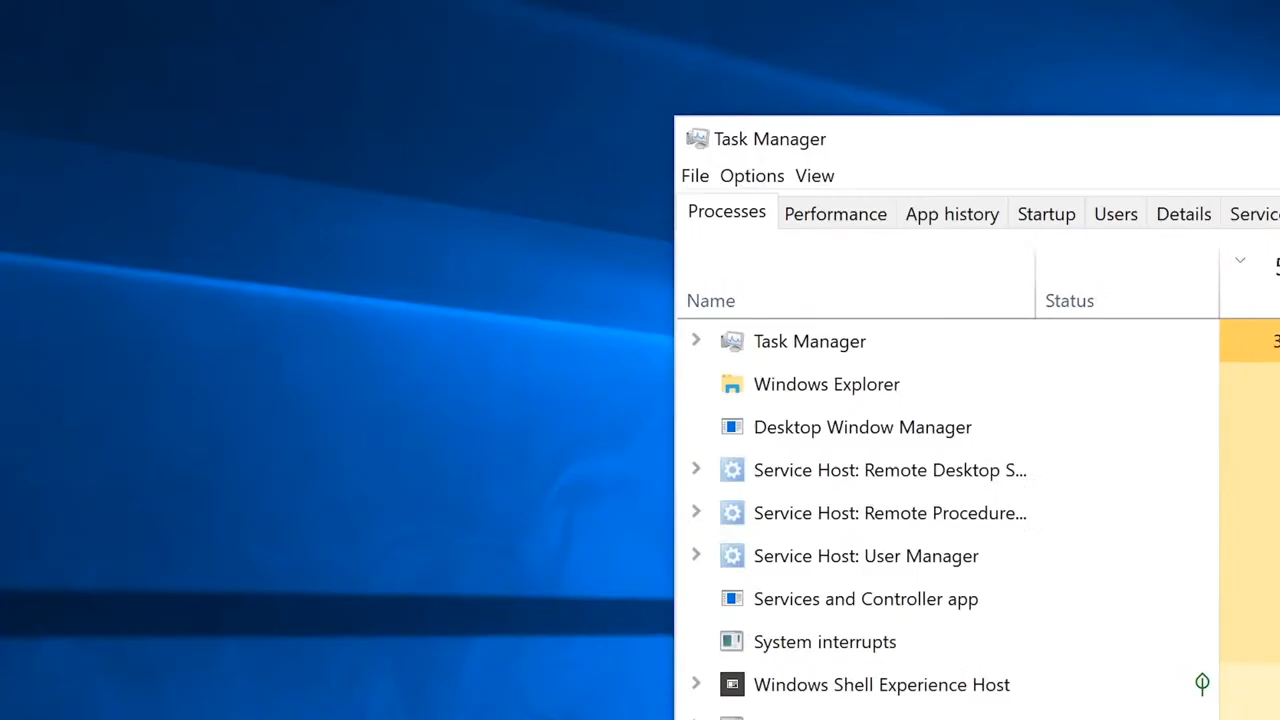 Task Manager
File Options View
Processes Performance App history Startup Users Details
Name Status
Task Manager
Windows Explorer
Desktop Window Manager
Service Host: Remote Desktop S...
Service Host: Remote Procedure...
Service Host: User Manager
Services and Controller app
System interrupts
Windows Shell Experience Host